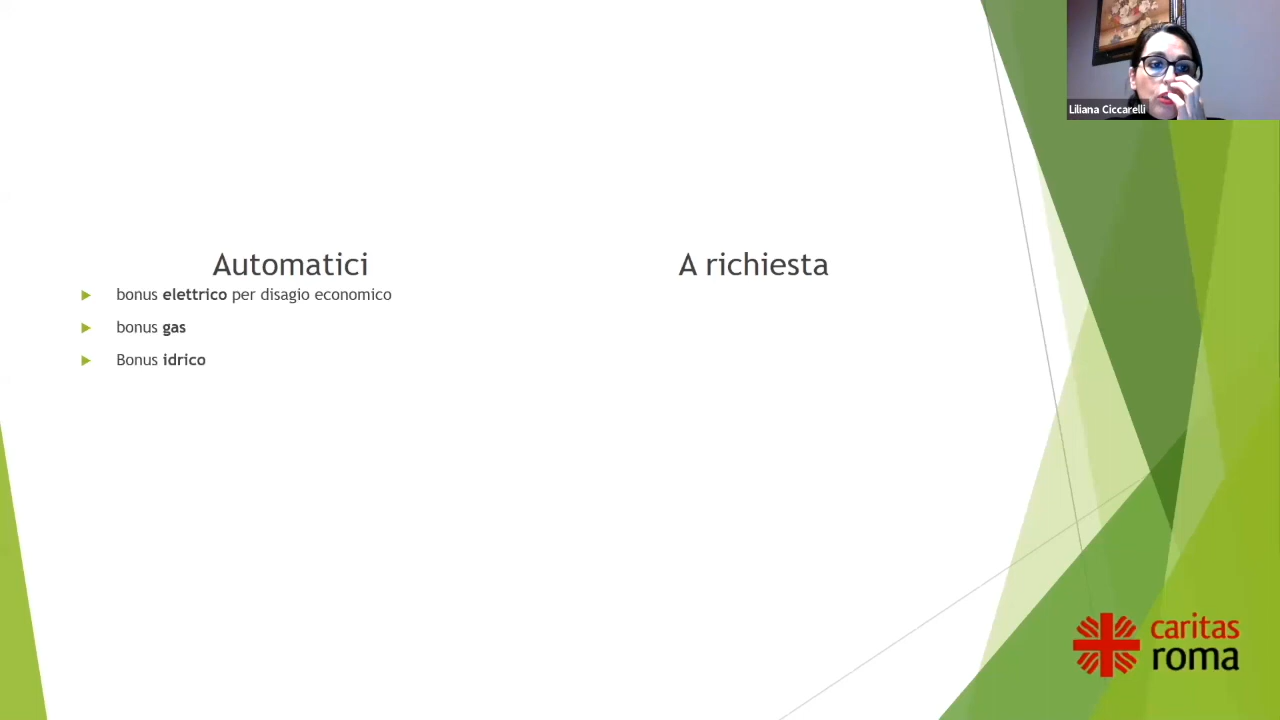 Liliana Ciccarelli
Automatici
bonus elettrico per disagio economico
bonus gas
Bonus idrico
A richiesta
caritas
roma